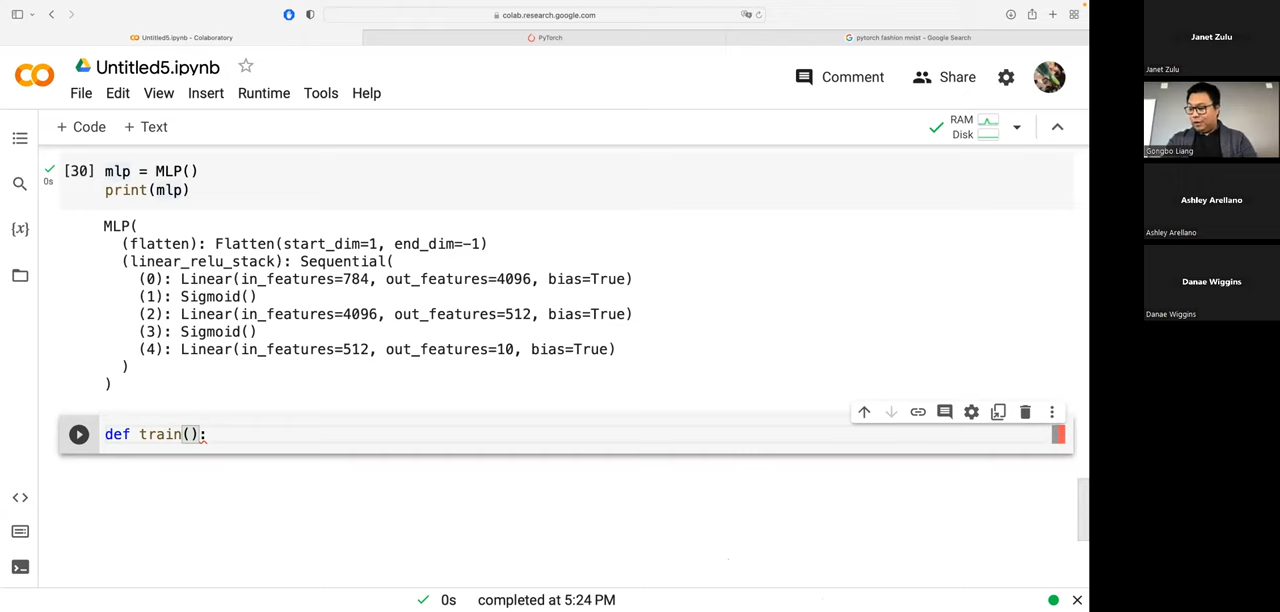 colab.research.google.com
Untitled5.ipynb - Colaboratory
PyTorch
pytorch fashion mnist - Google Search
Untitled5.ipynb
File Edit View Insert Runtime Tools Help
Comment
Share
+ Code + Text
RAM
Disk
[30] mlp = MLP()
print(mlp)
0s
MLP(
(flatten): Flatten(start_dim=1, end_dim=-1)
(linear_relu_stack): Sequential(
(0): Linear(in_features=784, out_features=4096, bias=True)
(1): Sigmoid()
(2): Linear(in_features=4096, out_features=512, bias=True)
(3): Sigmoid()
(4): Linear(in_features=512, out_features=10, bias=True)
)
)
def train():
0s completed at 5:24 PM
Janet Zulu
Janet Zulu
Gongbo Liang
Ashley Arellano
Ashley Arellano
Danae Wiggins
Danae Wiggins